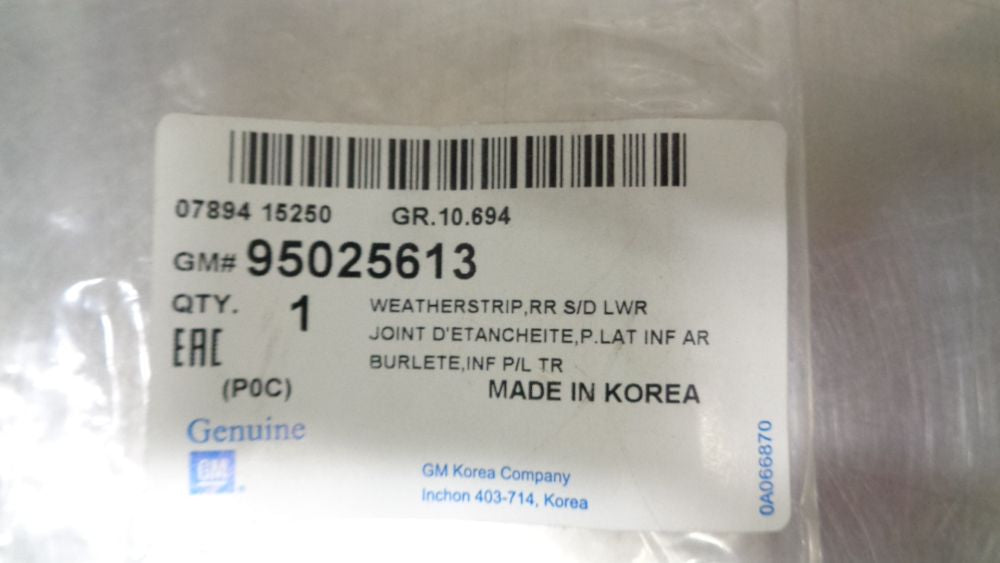 07894 15250 GR.10.694
GM# 95025613
QTY. 1
WEATHERSTRIP,RR S/D LWR
JOINT D'ETANCHEITE,P.LAT INF AR
BURLETE,INF P/L TR
EAC
(P0C)
MADE IN KOREA
Genuine
GM
GM Korea Company
Inchon 403-714, Korea
0A066870